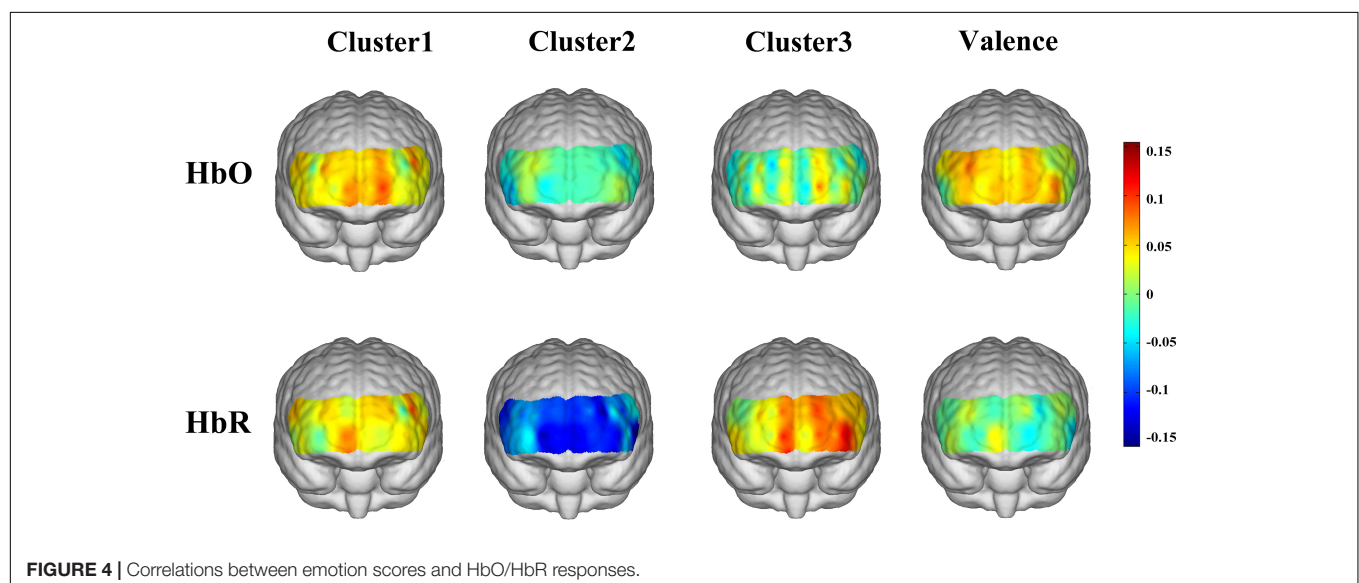 Cluster1 Cluster2 Cluster3 Valence
HbO
0.15
0.1
0.05
0
-0.05
-0.1
-0.15
HbR
FIGURE 4 | Correlations between emotion scores and HbO/HbR responses.